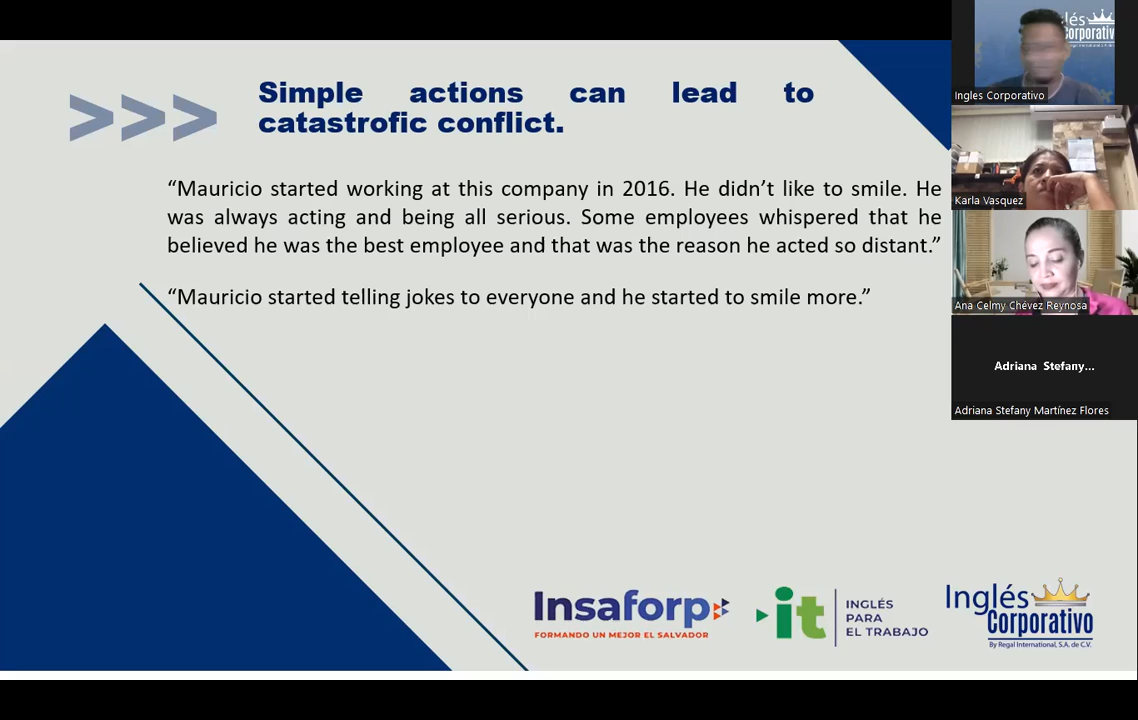 Simple actions can lead to
catastrofic conflict.
“Mauricio started working at this company in 2016. He didn’t like to smile. He
was always acting and being all serious. Some employees whispered that he
believed he was the best employee and that was the reason he acted so distant.”
“Mauricio started telling jokes to everyone and he started to smile more.”
Insaforp
FORMANDO UN MEJOR EL SALVADOR
it
INGLÉS
PARA
EL TRABAJO
Inglés
Corporativo
By Regal International, S.A. de C.V.
lés
orporativ
Ingles Corporativo
Karla Vasquez
Ana Celmy Chévez Reynosa
Adriana Stefany...
Adriana Stefany Martínez Flores